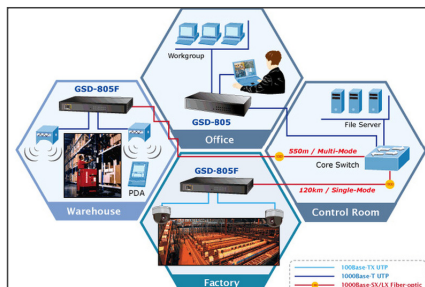 Workgroup
GSD-805F
GSD-805
Office
File Server
550m / Multi-Mode
Core Switch
PDA
GSD-805F
120km / Single-Mode
Warehouse
Control Room
Factory
100Base-TX UTP
1000Base-T UTP
1000Base-SX/LX Fiber-optic